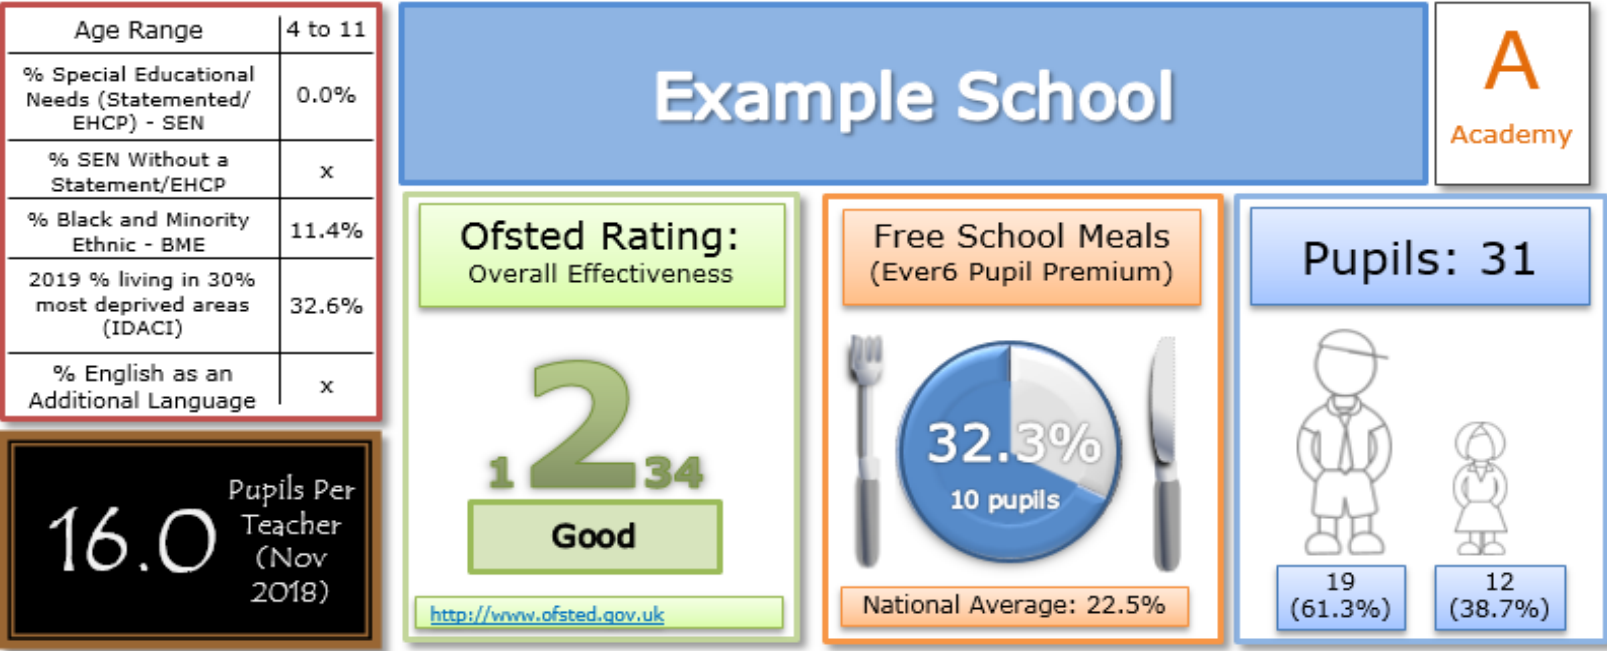 Age Range 4 to 11
% Special Educational
Needs (Statemented/
EHCP) - SEN
0.0%
% SEN Without a
Statement/EHCP
x
% Black and Minority
Ethnic - BME
11.4%
2019 % living in 30%
most deprived areas
(IDACI)
32.6%
% English as an
Additional Language
x
16.0
Pupils Per
Teacher
(Nov
2018)
Example School
A
Academy
Ofsted Rating:
Overall Effectiveness
1 2 3 4
Good
http://www.ofsted.gov.uk
Free School Meals
(Ever6 Pupil Premium)
32.3%
10 pupils
National Average: 22.5%
Pupils: 31
19
(61.3%)
12
(38.7%)